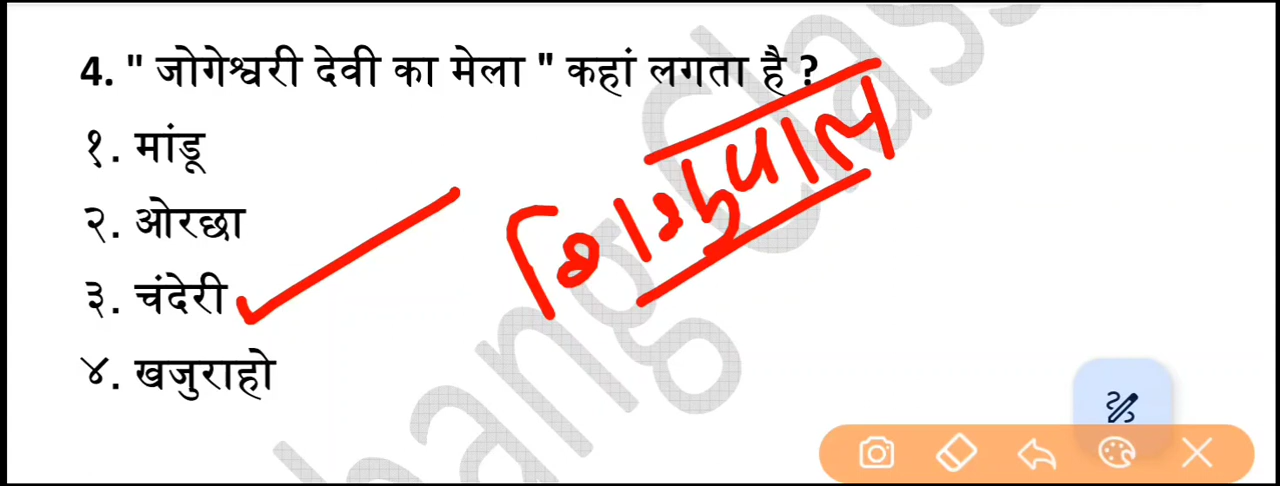 4. " जोगेश्वरी देवी का मेला " कहां लगता है ?
१. मांडू
२. ओरछा
३. चंदेरी
४. खजुराहो
शिशुपाल